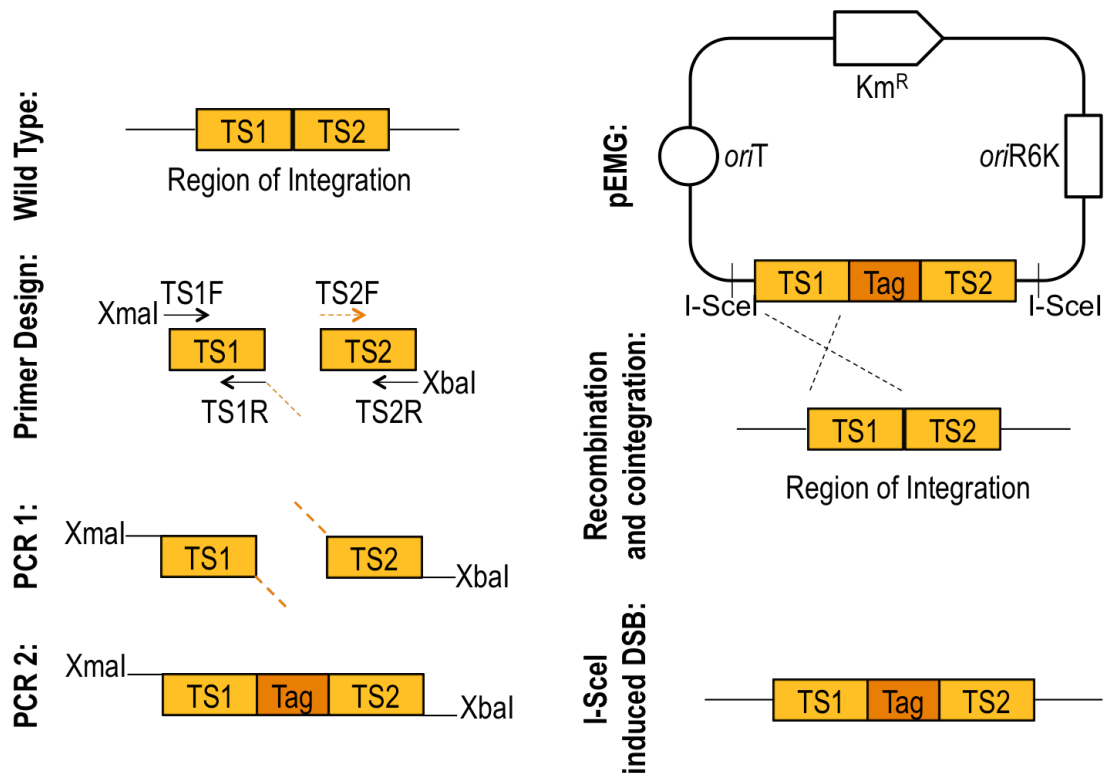 Wild Type:
TS1 TS2
Region of Integration
Primer Design:
TS1F TS2F
XmaI
TS1 TS2
XbaI
TS1R TS2R
PCR 1:
XmaI
TS1 TS2
XbaI
PCR 2:
XmaI
TS1 Tag TS2
XbaI
pEMG:
Km^R
oriT
oriR6K
TS1 Tag TS2
I-SceI I-SceI
Recombination
and cointegration:
TS1 TS2
Region of Integration
I-SceI
induced DSB:
TS1 Tag TS2